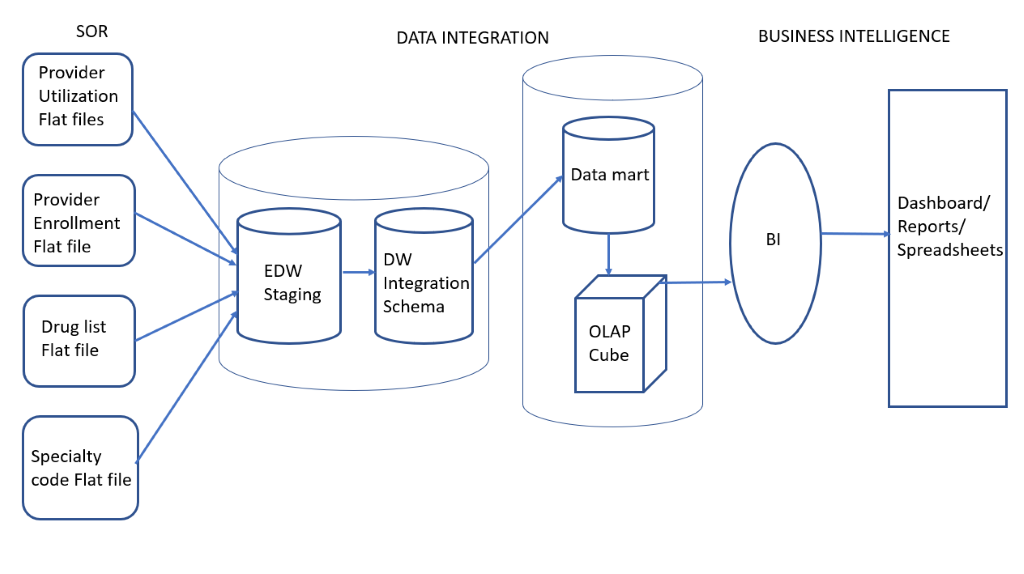 SOR
DATA INTEGRATION
BUSINESS INTELLIGENCE
Provider
Utilization
Flat files
Provider
Enrollment
Flat file
Drug list
Flat file
Specialty
code Flat file
EDW
Staging
DW
Integration
Schema
Data mart
OLAP
Cube
BI
Dashboard/
Reports/
Spreadsheets